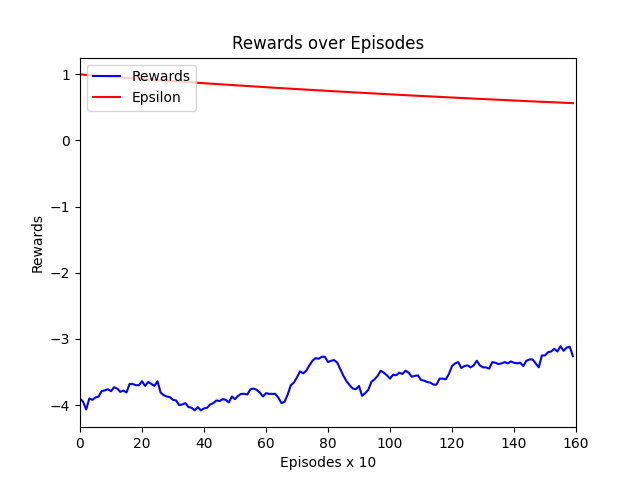 Rewards over Episodes
Rewards
Epsilon
1
0
−1
−2
−3
−4
Rewards
0 20 40 60 80 100 120 140 160
Episodes x 10